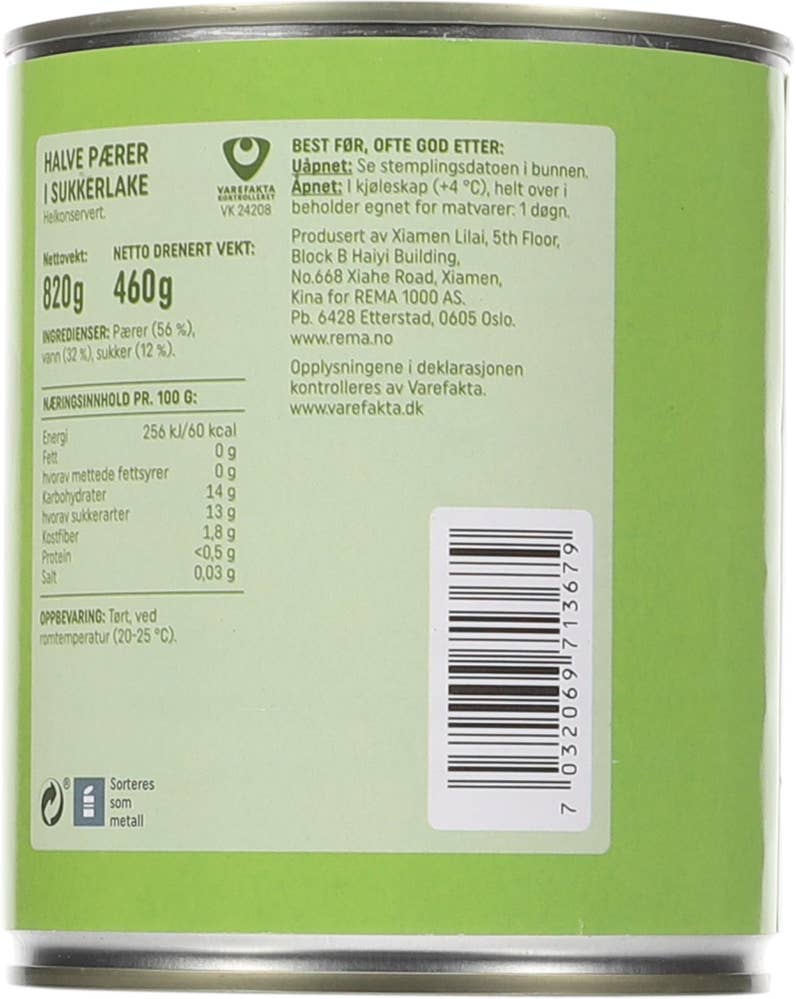 HALVE PÆRER
I SUKKERLAKE
Helkonservert.
VAREFAKTA
KONTROLLERET
VK 24208
Nettovekt:
820g
NETTO DRENERT VEKT:
460g
INGREDIENSER: Pærer (56 %),
vann (32 %), sukker (12 %).
NÆRINGSINNHOLD PR. 100 G:
Energi 256 kJ/60 kcal
Fett 0 g
hvorav mettede fettsyrer 0 g
Karbohydrater 14 g
hvorav sukkerarter 13 g
Kostfiber 1,8 g
Protein <0,5 g
Salt 0,03 g
OPPBEVARING: Tørt, ved
romtemperatur (20-25 °C).
® Sorteres
som
metall
BEST FØR, OFTE GOD ETTER:
Uåpnet: Se stemplingsdatoen i bunnen.
Åpnet: I kjøleskap (+4 °C), helt over i
beholder egnet for matvarer: 1 døgn.
Produsert av Xiamen Lilai, 5th Floor,
Block B Haiyi Building,
No.668 Xiahe Road, Xiamen,
Kina for REMA 1000 AS.
Pb. 6428 Etterstad, 0605 Oslo.
www.rema.no
Opplysningene i deklarasjonen
kontrolleres av Varefakta.
www.varefakta.dk
7 032069 713679